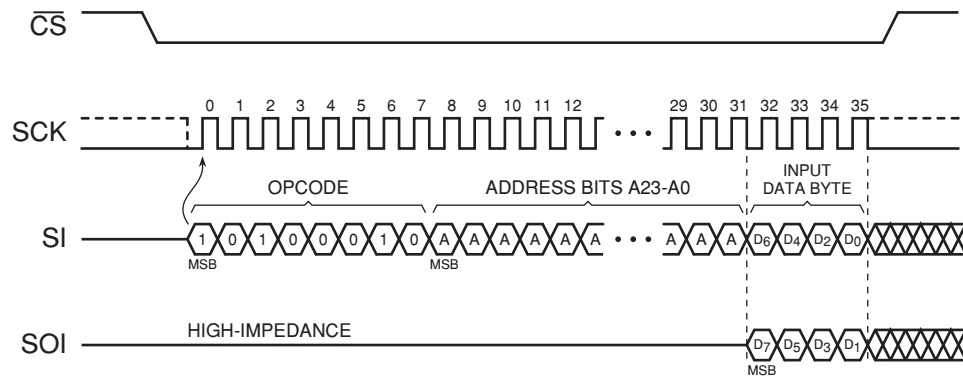 CS
0 1 2 3 4 5 6 7 8 9 10 11 12 29 30 31 32 33 34 35
SCK
OPCODE
ADDRESS BITS A23-A0
INPUT
DATA BYTE
SI
1 0 1 0 0 0 1 0 A A A A A A A A A D6 D4 D2 D0
MSB MSB
HIGH-IMPEDANCE
SOI
D7 D5 D3 D1
MSB